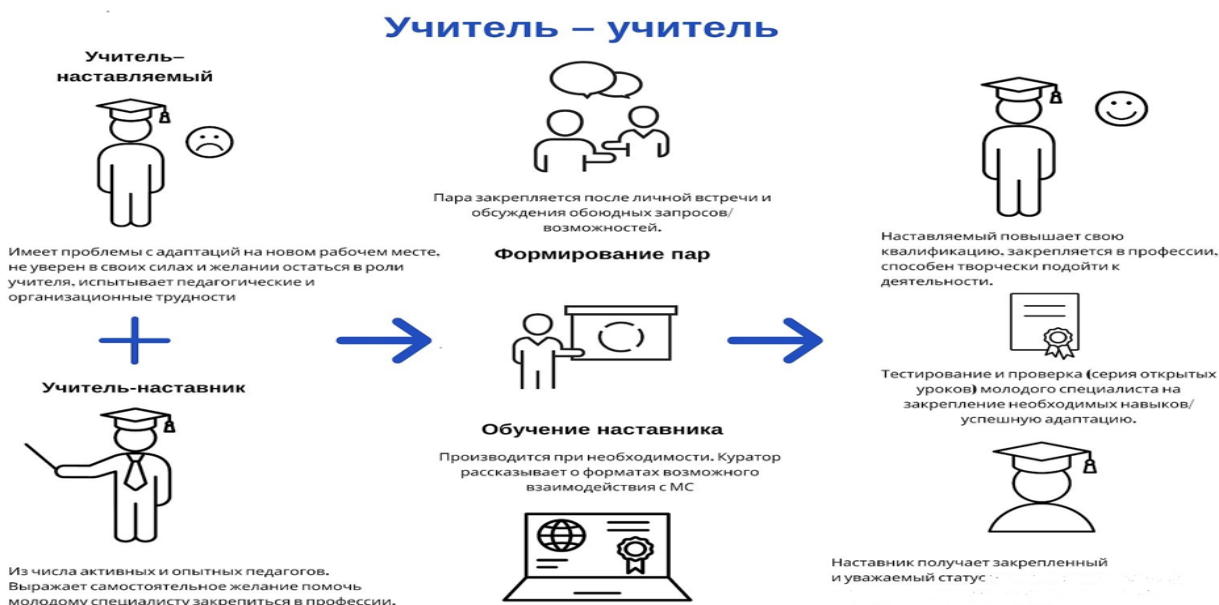 Учитель – учитель
Учитель–
наставляемый
Имеет проблемы с адаптаций на новом рабочем месте,
не уверен в своих силах и желании остаться в роли
учителя, испытывает педагогические и
организационные трудности
+
Учитель-наставник
Из числа активных и опытных педагогов.
Выражает самостоятельное желание помочь
молодому специалисту закрепиться в профессии.
Пара закрепляется после личной встречи и
обсуждения обоюдных запросов/
возможностей.
Формирование пар
Обучение наставника
Производится при необходимости. Куратор
рассказывает о форматах возможного
взаимодействия с МС
Наставляемый повышает свою
квалификацию, закрепляется в профессии,
способен творчески подойти к
деятельности.
Тестирование и проверка (серия открытых
уроков) молодого специалиста на
закрепление необходимых навыков/
успешную адаптацию.
Наставник получает закрепленный
и уважаемый статус